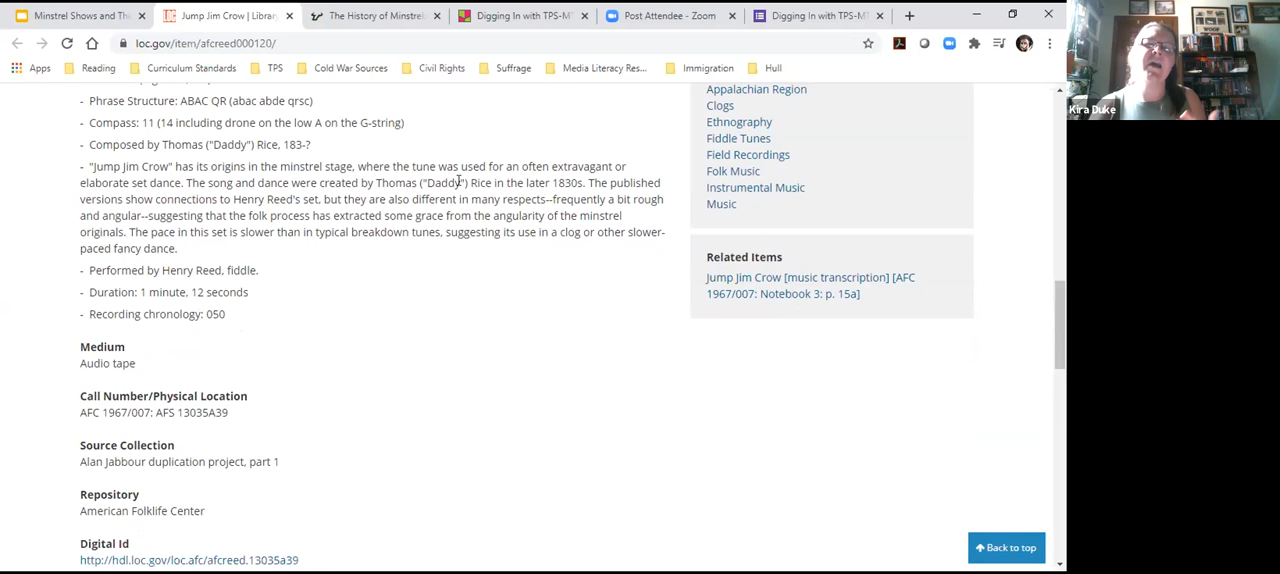 Minstrel Shows and The
Jump Jim Crow | Librar
The History of Minstrel
Digging In with TPS-M
Post Attendee - Zoom
Digging In with TPS-M
loc.gov/item/afcreed000120/
Apps
Reading
Curriculum Standards
TPS
Cold War Sources
Civil Rights
Suffrage
Media Literacy Res...
Immigration
Hull
Kira Duke
- Phrase Structure: ABAC QR (abac abde qrsc)
- Compass: 11 (14 including drone on the low A on the G-string)
- Composed by Thomas ("Daddy") Rice, 183-?
- "Jump Jim Crow" has its origins in the minstrel stage, where the tune was used for an often extravagant or
elaborate set dance. The song and dance were created by Thomas ("Daddy") Rice in the later 1830s. The published
versions show connections to Henry Reed's set, but they are also different in many respects--frequently a bit rough
and angular--suggesting that the folk process has extracted some grace from the angularity of the minstrel
originals. The pace in this set is slower than in typical breakdown tunes, suggesting its use in a clog or other slower-
paced fancy dance.
- Performed by Henry Reed, fiddle.
- Duration: 1 minute, 12 seconds
- Recording chronology: 050
Medium
Audio tape
Call Number/Physical Location
AFC 1967/007: AFS 13035A39
Source Collection
Alan Jabbour duplication project, part 1
Repository
American Folklife Center
Digital Id
http://hdl.loc.gov/loc.afc/afcreed.13035a39
Appalachian Region
Clogs
Ethnography
Fiddle Tunes
Field Recordings
Folk Music
Instrumental Music
Music
Related Items
Jump Jim Crow [music transcription] [AFC
1967/007: Notebook 3: p. 15a]
Back to top